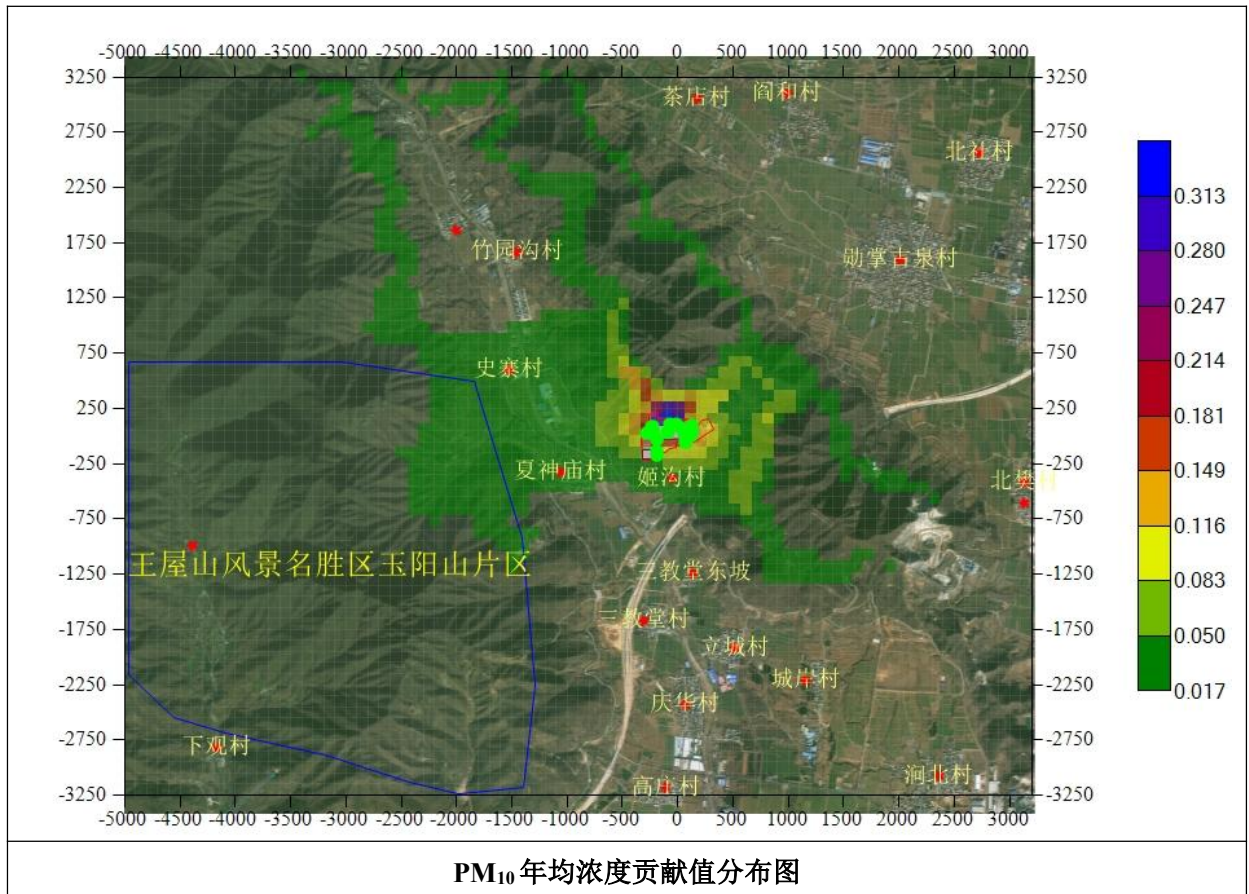 -5000 -4500 -4000 -3500 -3000 -2500 -2000 -1500 -1000 -500 0 500 1000 1500 2000 2500 3000
3250 3250
茶店村 阎和村
2750 2750
北社村
0.313
2250 2250
0.280
1750 竹园沟村 勋掌古泉村 1750
0.247
1250 1250
0.214
750 750
史寨村
0.181
250 250
0.149
-250 夏神庙村 姬沟村 -250
北樊村
0.116
-750 -750
0.083
王屋山风景名胜区玉阳山片区
-1250 三教堂东坡 -1250
0.050
三教堂村
-1750 立城村 -1750
0.017
城岸村
-2250 庆华村 -2250
下观村
-2750 -2750
高庄村 涧北村
-3250 -3250
-5000 -4500 -4000 -3500 -3000 -2500 -2000 -1500 -1000 -500 0 500 1000 1500 2000 2500 3000
PM₁₀年均浓度贡献值分布图